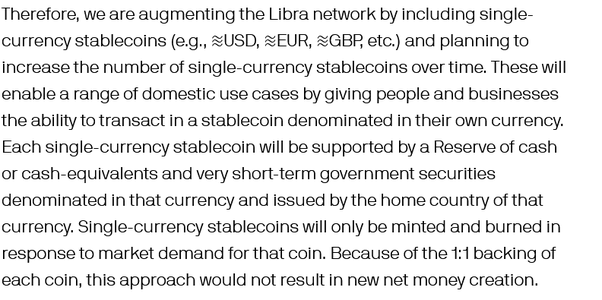 Therefore, we are augmenting the Libra network by including single-
currency stablecoins (e.g., ≋USD, ≋EUR, ≋GBP, etc.) and planning to
increase the number of single-currency stablecoins over time. These will
enable a range of domestic use cases by giving people and businesses
the ability to transact in a stablecoin denominated in their own currency.
Each single-currency stablecoin will be supported by a Reserve of cash
or cash-equivalents and very short-term government securities
denominated in that currency and issued by the home country of that
currency. Single-currency stablecoins will only be minted and burned in
response to market demand for that coin. Because of the 1:1 backing of
each coin, this approach would not result in new net money creation.